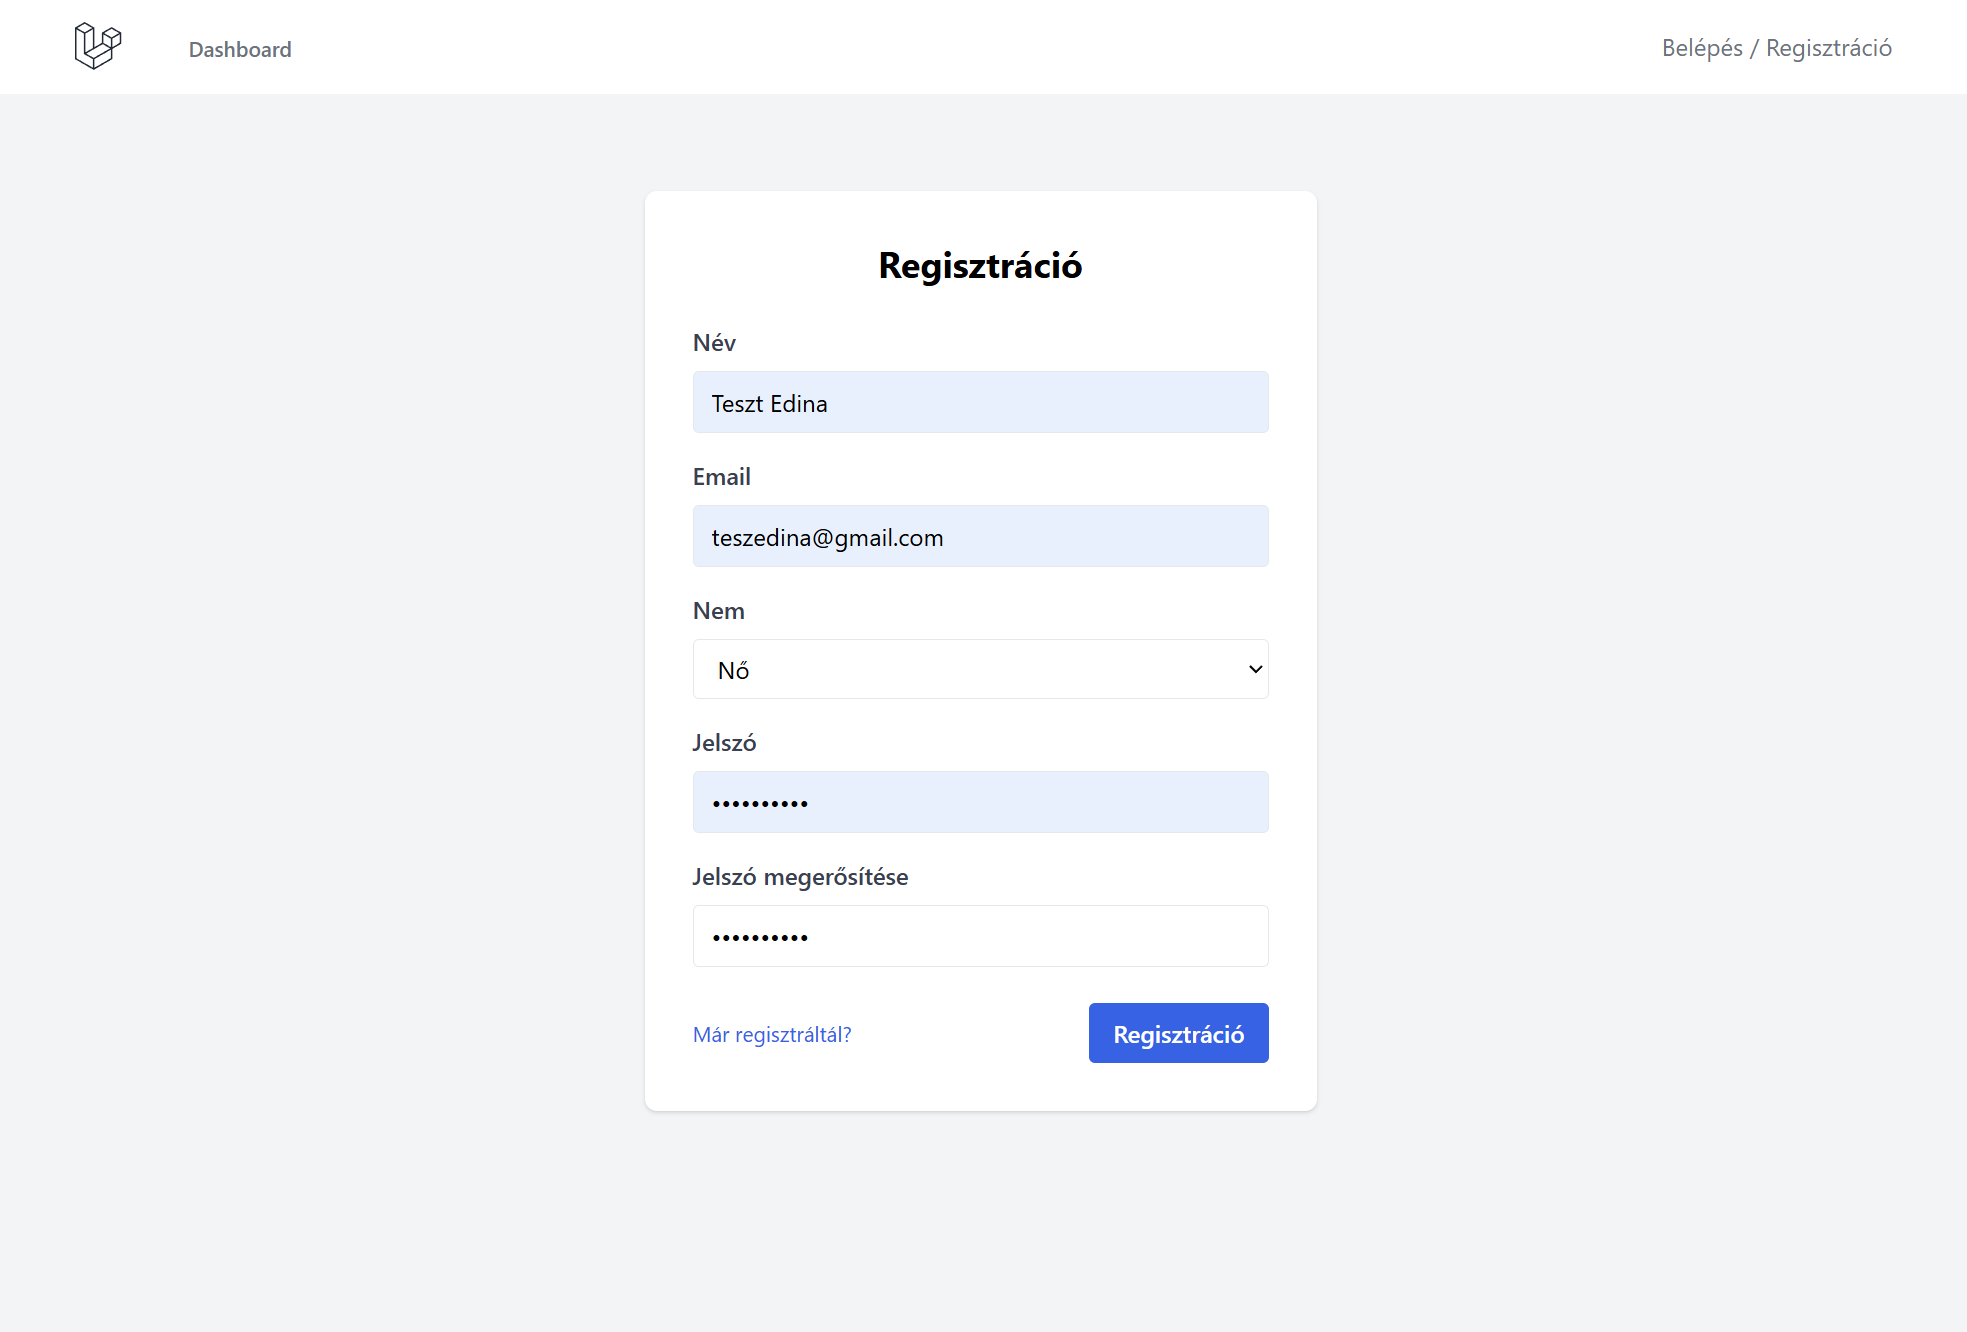 Dashboard
Belépés / Regisztráció
Regisztráció
Név
Teszt Edina
Email
teszedina@gmail.com
Nem
Nő
Jelszó
••••••••••
Jelszó megerősítése
••••••••••
Már regisztráltál?
Regisztráció